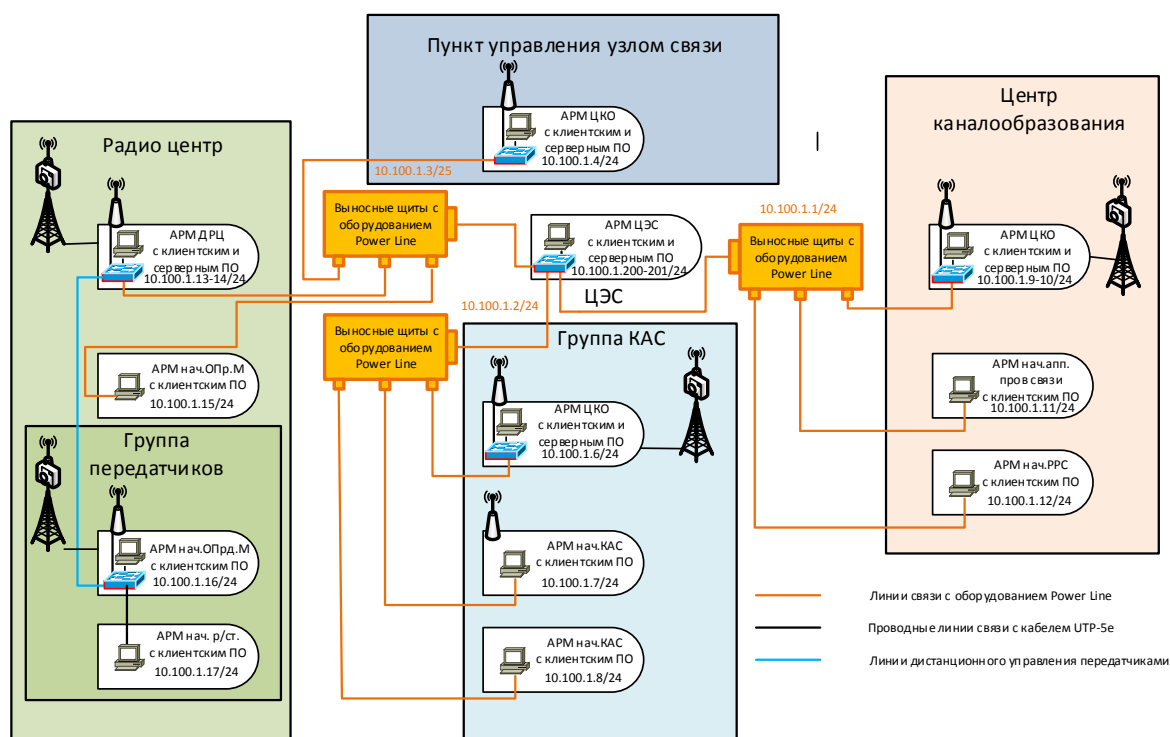 Пункт управления узлом связи
АРМ ЦКО
с клиентским и
серверным ПО
10.100.1.4/24
Радио центр
АРМ ДРЦ
с клиентским и
серверным ПО
10.100.1.13-14/24
АРМ нач.ОПр.М
с клиентским ПО
10.100.1.15/24
Группа
передатчиков
АРМ нач.ОПрд.М
с клиентским ПО
10.100.1.16/24
АРМ нач. р/ст.
с клиентским ПО
10.100.1.17/24
10.100.1.3/25
Выносные щиты с
оборудованием
Power Line
АРМ ЦЭС
с клиентским и
серверным ПО
10.100.1.200-201/24
ЦЭС
10.100.1.2/24
Выносные щиты с
оборудованием
Power Line
10.100.1.1/24
Выносные щиты с
оборудованием
Power Line
Группа КАС
АРМ ЦКО
с клиентским и
серверным ПО
10.100.1.6/24
АРМ нач.КАС
с клиентским ПО
10.100.1.7/24
АРМ нач.КАС
с клиентским ПО
10.100.1.8/24
Центр
каналообразования
АРМ ЦКО
с клиентским и
серверным ПО
10.100.1.9-10/24
АРМ нач.апп.
пров связи
с клиентским ПО
10.100.1.11/24
АРМ нач.РРС
с клиентским ПО
10.100.1.12/24
Линии связи с оборудованием Power Line
Проводные линии связи с кабелем UTP-5e
Линии дистанционного управления передатчиками